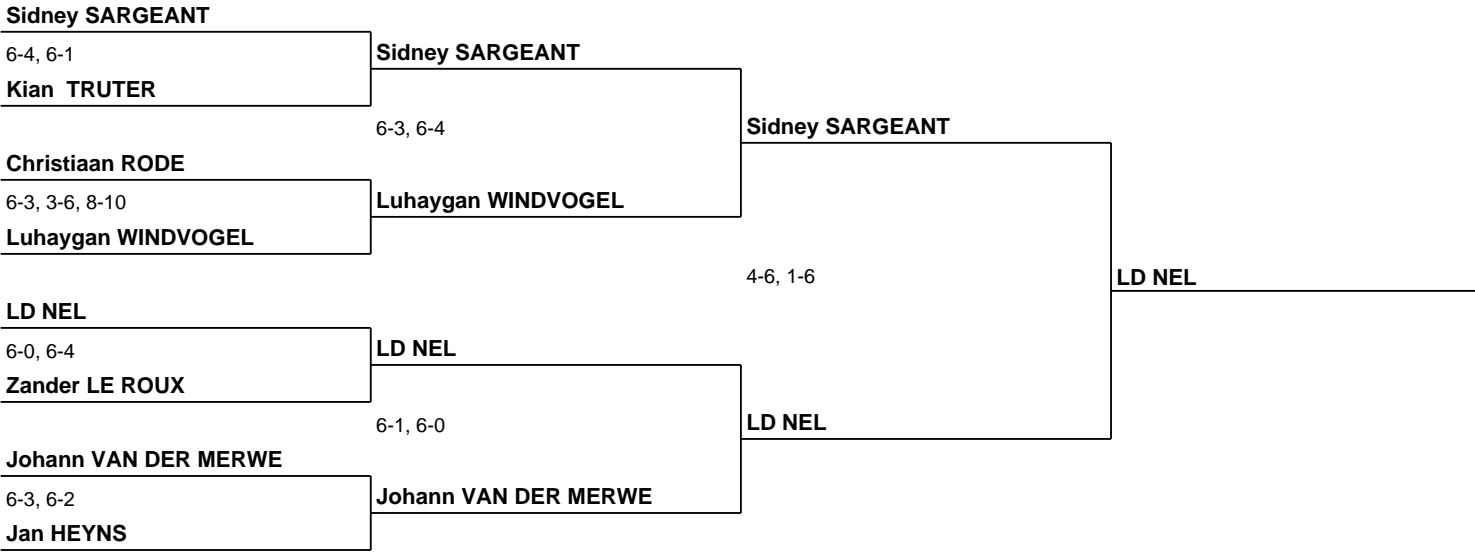 Sidney SARGEANT
6-4, 6-1
Sidney SARGEANT
Kian TRUTER
6-3, 6-4
Sidney SARGEANT
Christiaan RODE
6-3, 3-6, 8-10
Luhaygan WINDVOGEL
Luhaygan WINDVOGEL
4-6, 1-6
LD NEL
LD NEL
6-0, 6-4
LD NEL
Zander LE ROUX
6-1, 6-0
LD NEL
Johann VAN DER MERWE
6-3, 6-2
Johann VAN DER MERWE
Jan HEYNS